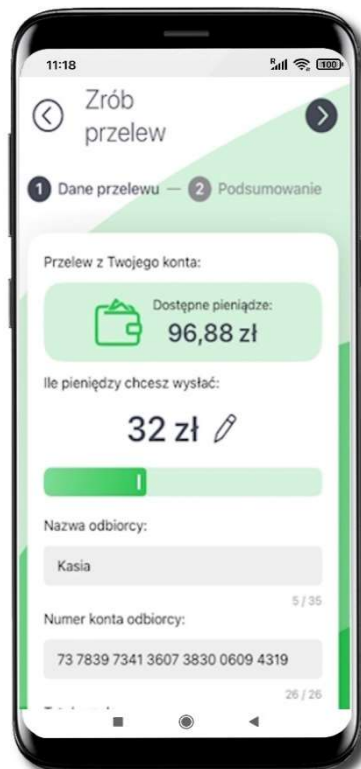 11:18
R
100
Zrób
przelew
1 Dane przelewu — 2 Podsumowanie
Przelew z Twojego konta:
Dostępne pieniądze:
96,88 zł
Ile pieniędzy chcesz wysłać:
32 zł
Nazwa odbiorcy:
Kasia
5 / 35
Numer konta odbiorcy:
73 7839 7341 3607 3830 0609 4319
26 / 26